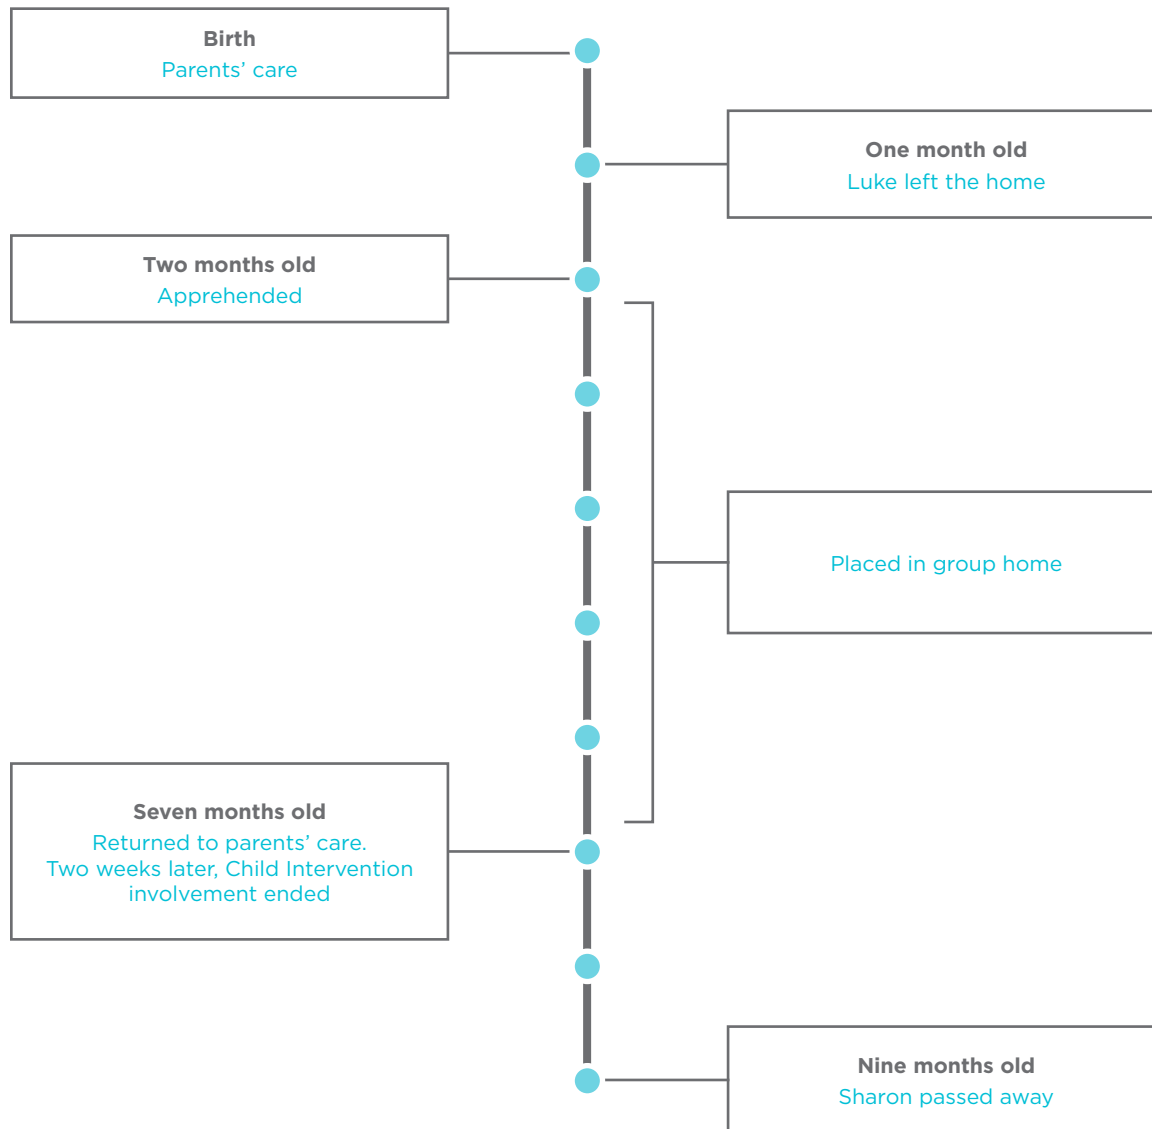 Birth
Parents’ care
One month old
Luke left the home
Two months old
Apprehended
Placed in group home
Seven months old
Returned to parents’ care.
Two weeks later, Child Intervention
involvement ended
Nine months old
Sharon passed away